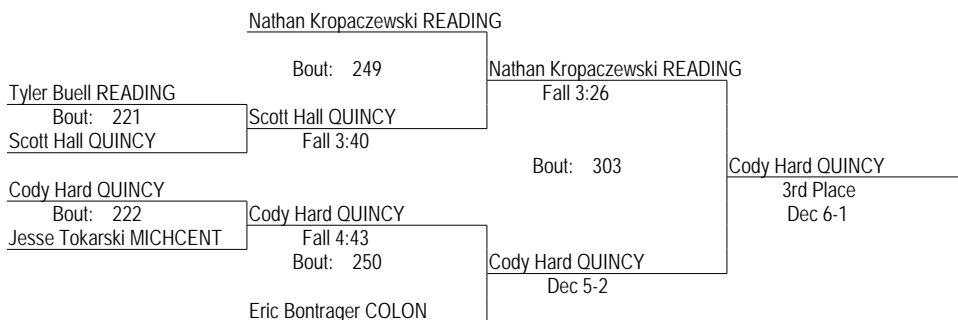 Nathan Kropaczewski READING
Bout: 249
Nathan Kropaczewski READING
Tyler Buell READING
Fall 3:26
Bout: 221
Scott Hall QUINCY
Scott Hall QUINCY
Fall 3:40
Bout: 303
Cody Hard QUINCY
Cody Hard QUINCY
3rd Place
Bout: 222
Cody Hard QUINCY
Dec 6-1
Jesse Tokarski MICHCENT
Fall 4:43
Bout: 250
Cody Hard QUINCY
Dec 5-2
Eric Bontrager COLON